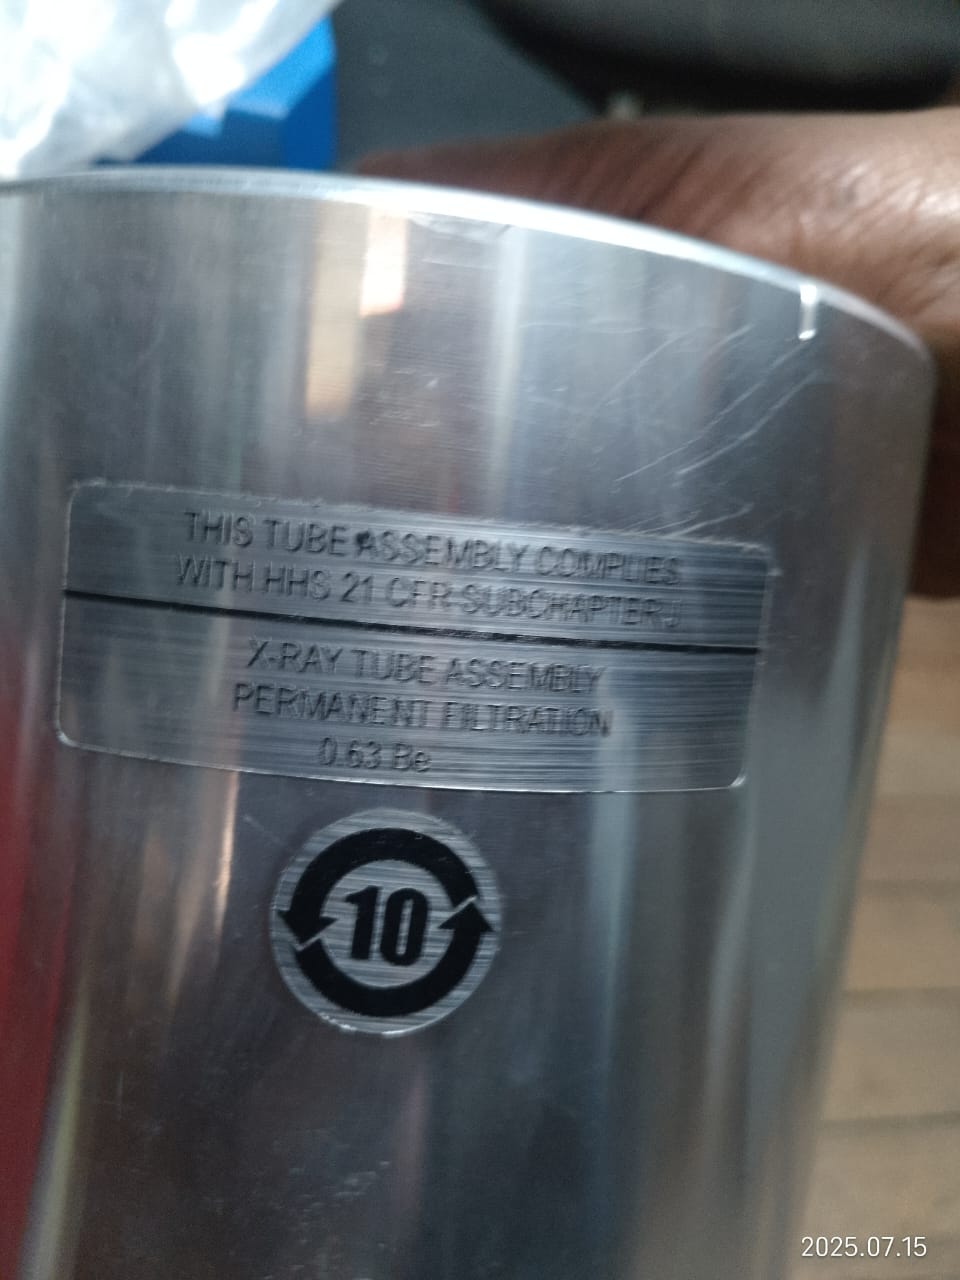 THIS TUBE ASSEMBLY COMPLIES
WITH HHS 21 CFR SUBCHAPTER J
X-RAY TUBE ASSEMBLY
PERMANENT FILTRATION
0.63 Be
10
2025.07.15